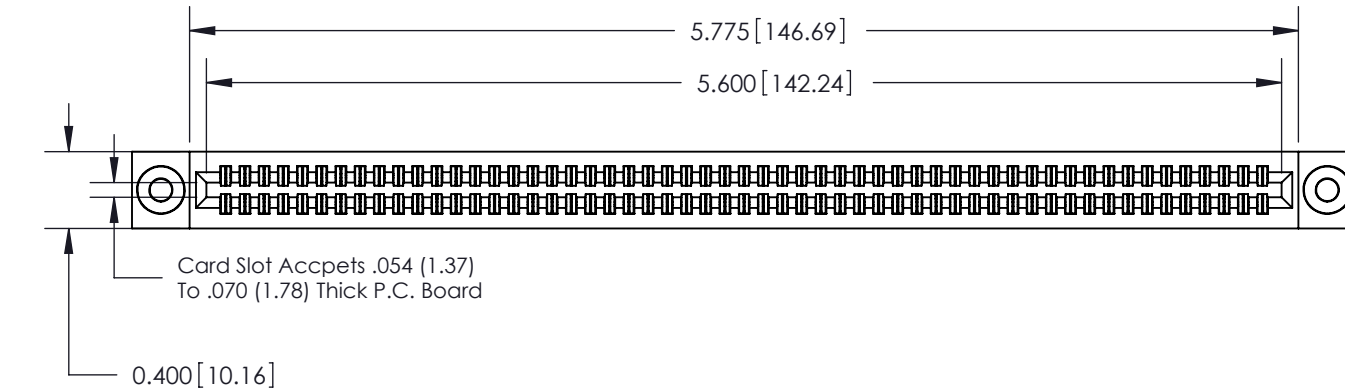 5.775 [146.69]
5.600 [142.24]
Card Slot Accpets .054 (1.37)
To .070 (1.78) Thick P.C. Board
0.400 [10.16]